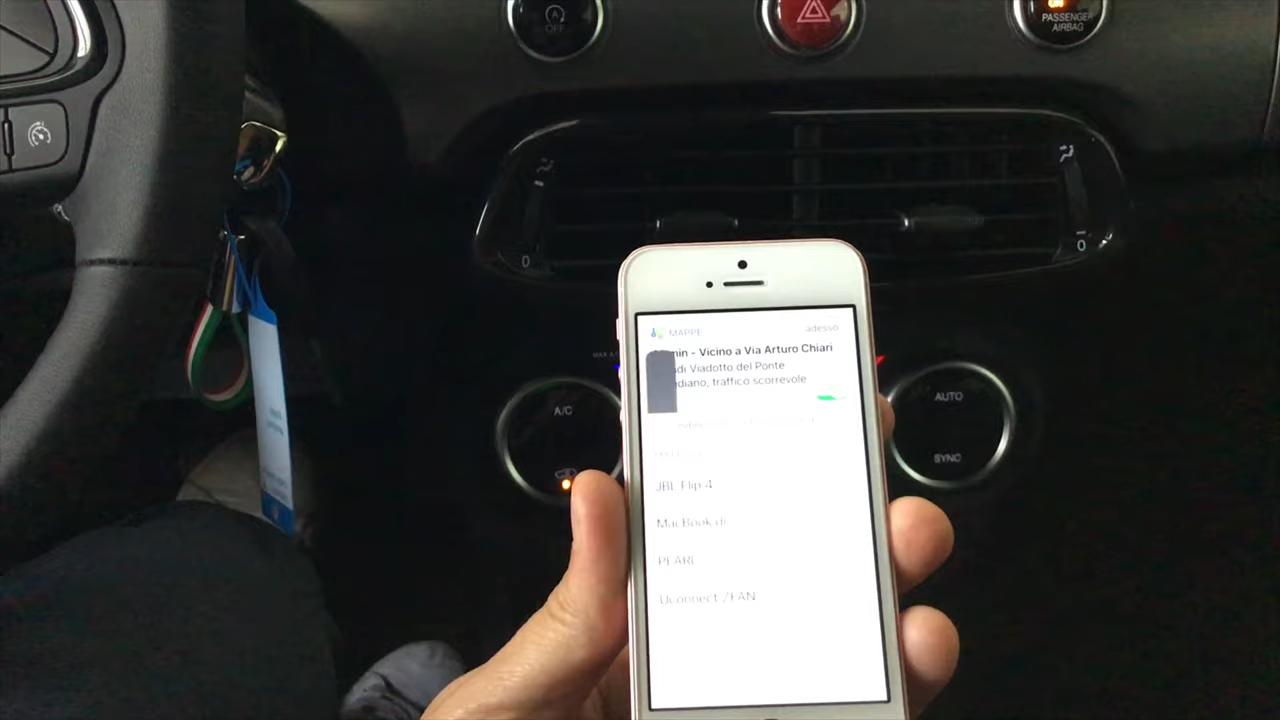 OFF
PASSENGER
AIRBAG
0
0
MAPPE
adesso
min - Vicino a Via Arturo Chiari
di Viadotto del Ponte
diano, traffico scorrevole
A/C
AUTO
SYNC
JBL Flip 4
MacBook di
PEARL
Uconnect